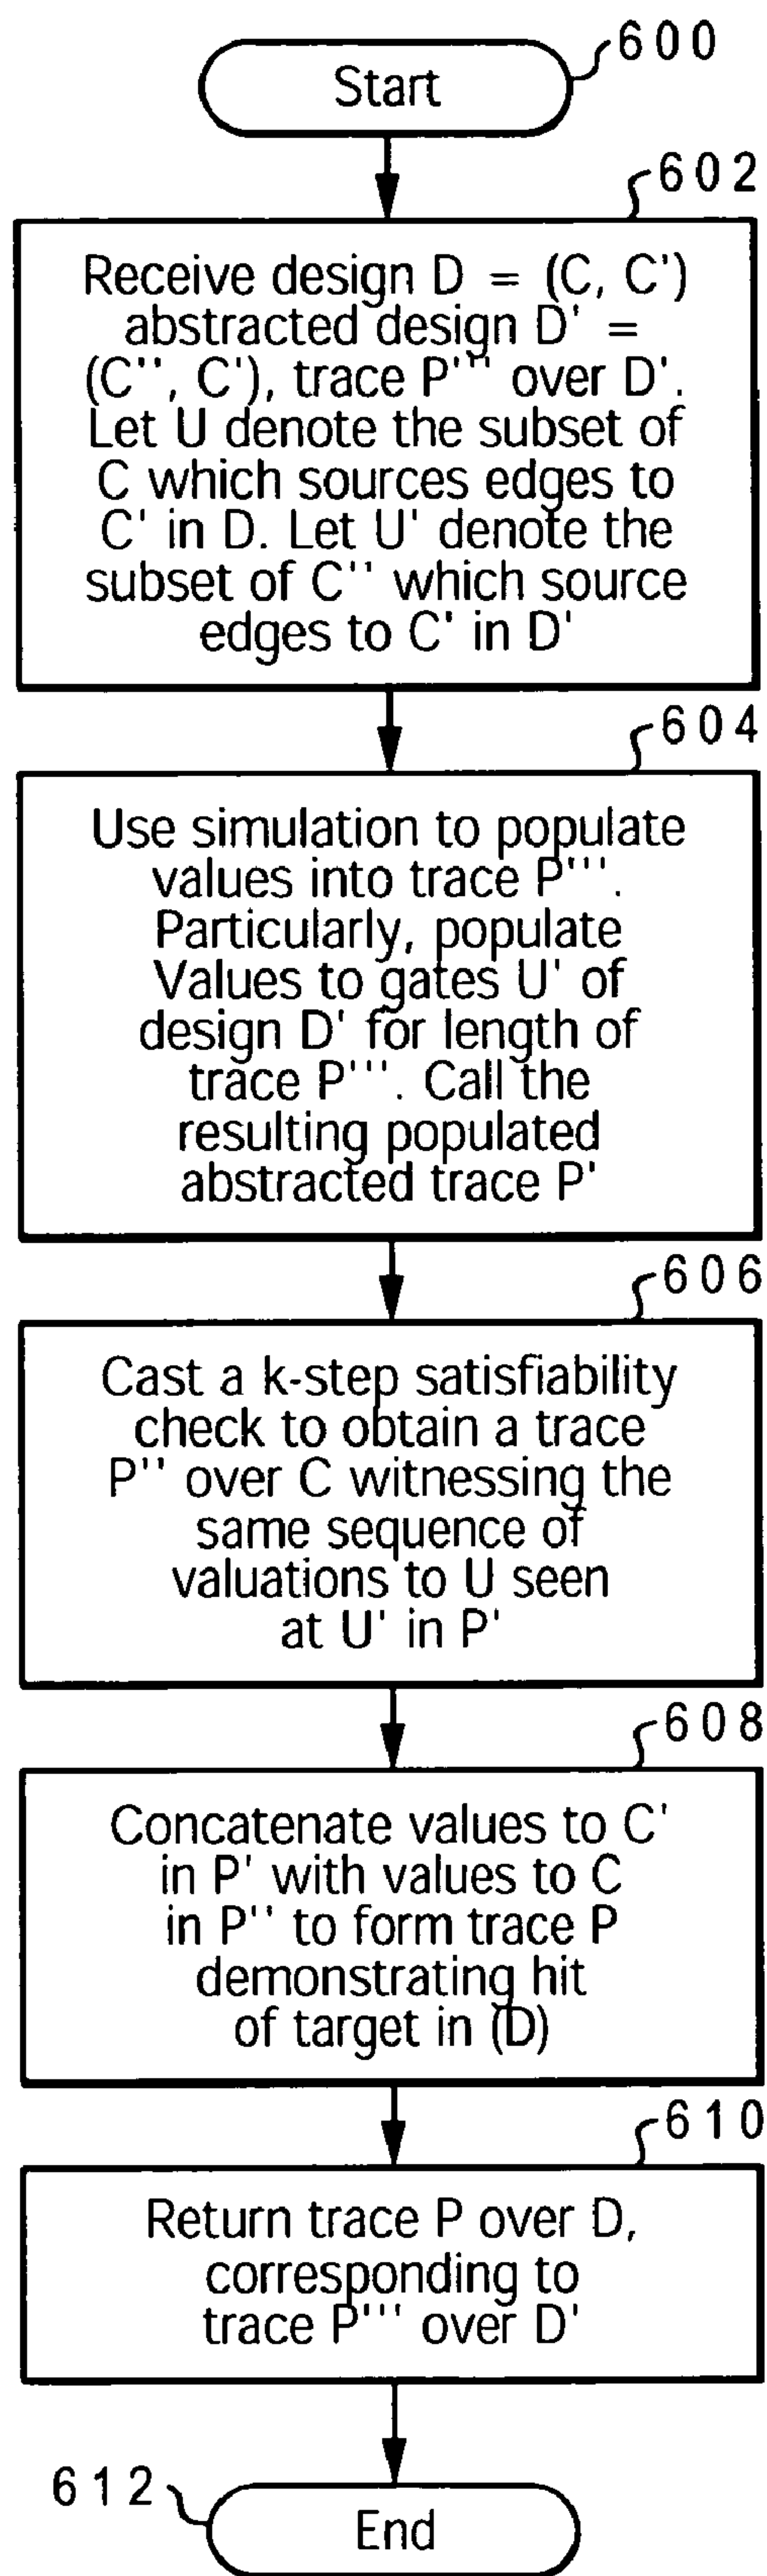 Start
600
602
Receive design D = (C, C')
abstracted design D' =
(C'', C'), trace P''' over D'.
Let U denote the subset of
C which sources edges to
C' in D. Let U' denote the
subset of C'' which source
edges to C' in D'
604
Use simulation to populate
values into trace P'''.
Particularly, populate
Values to gates U' of
design D' for length of
trace P'''. Call the
resulting populated
abstracted trace P'
606
Cast a k-step satisfiability
check to obtain a trace
P'' over C witnessing the
same sequence of
valuations to U seen
at U' in P'
608
Concatenate values to C'
in P' with values to C
in P'' to form trace P
demonstrating hit
of target in (D)
610
Return trace P over D,
corresponding to
trace P''' over D'
612
End